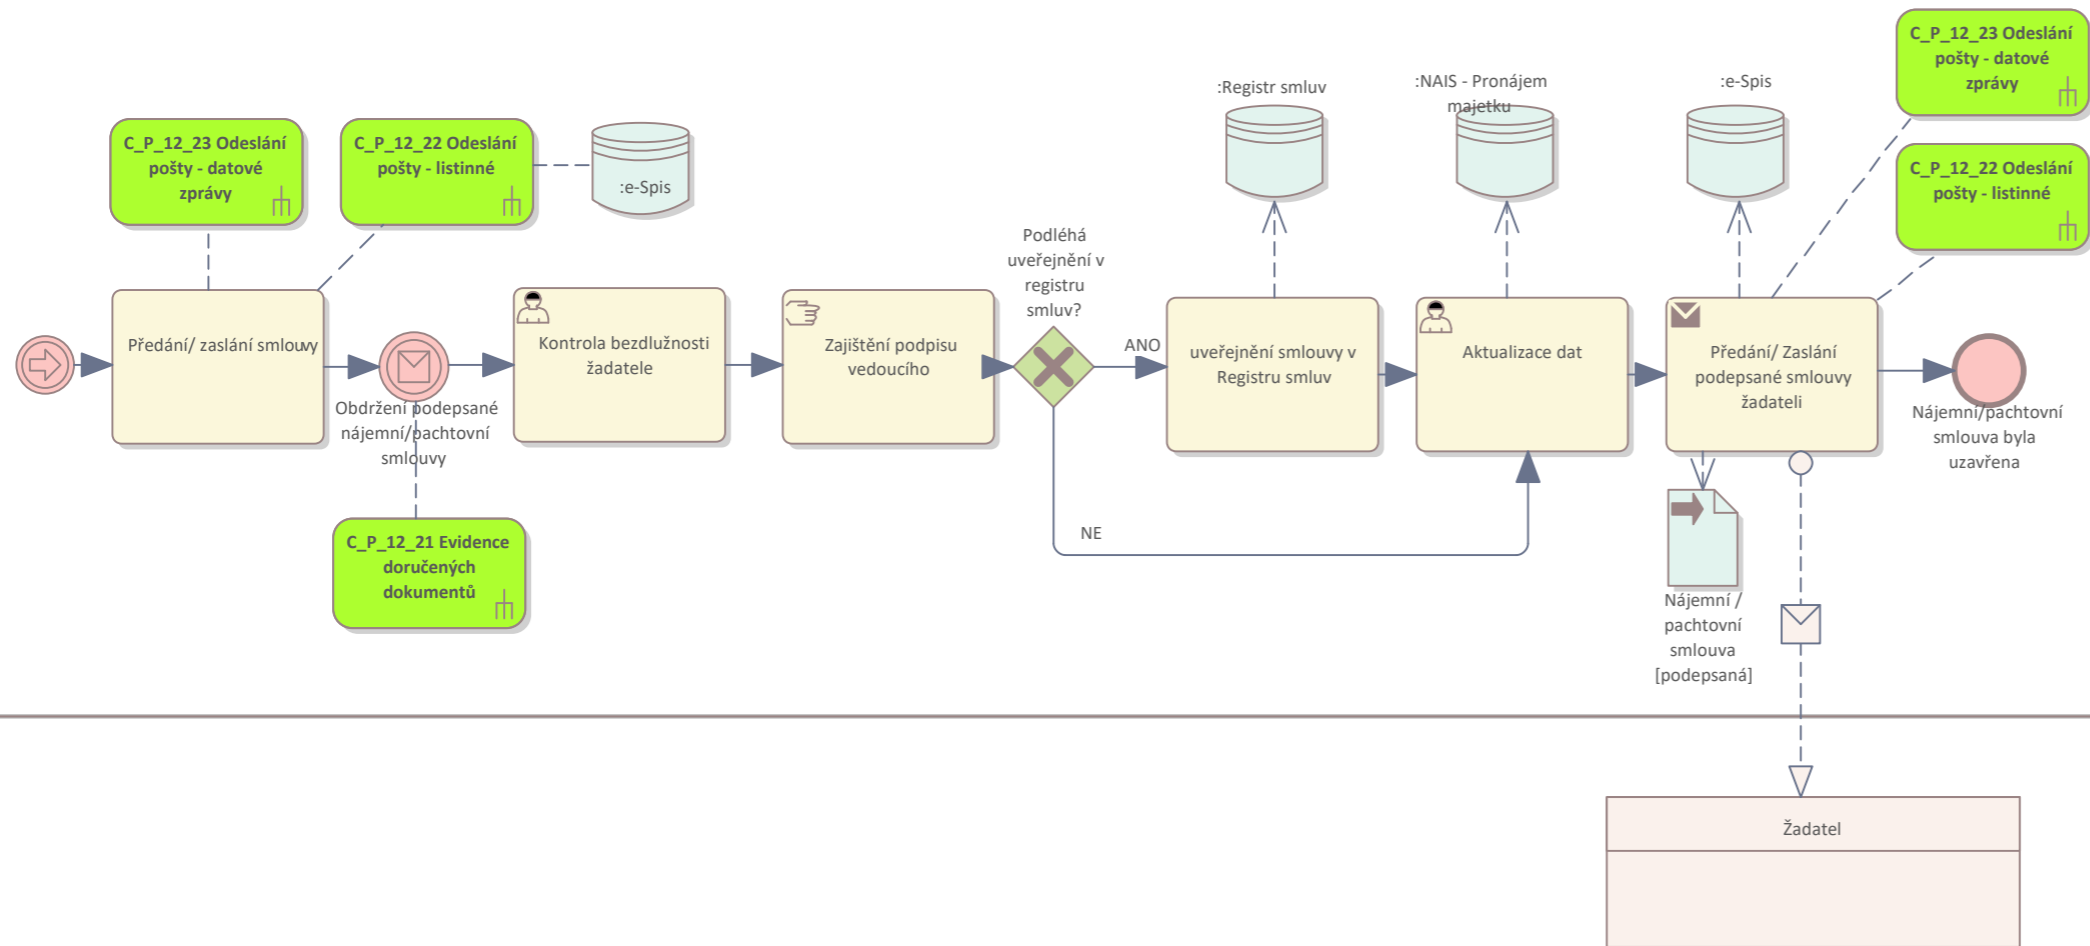 C_P_12_23 Odeslání
pošty - datové
zprávy
C_P_12_22 Odeslání
pošty - listinné
:e-Spis
Předání/ zaslání smlouvy
Obdržení podepsané
nájemní/pachtovní
smlouvy
C_P_12_21 Evidence
doručených
dokumentů
Kontrola bezdlužnosti
žadatele
Zajištění podpisu
vedoucího
Podléhá
uveřejnění v
registru
smluv?
ANO
NE
:Registr smluv
uveřejnění smlouvy v
Registru smluv
:NAIS - Pronájem
majetku
Aktualizace dat
:e-Spis
Předání/ Zaslání
podepsané smlouvy
žadateli
C_P_12_23 Odeslání
pošty - datové
zprávy
C_P_12_22 Odeslání
pošty - listinné
Nájemní/pachtovní
smlouva byla
uzavřena
Nájemní /
pachtovní
smlouva
[podepsaná]
Žadatel